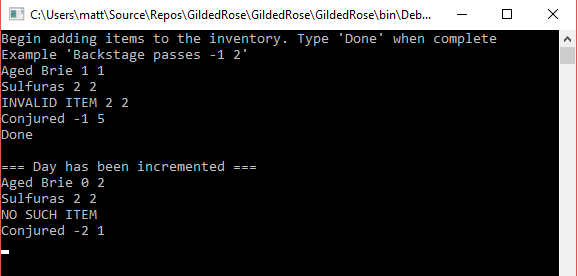 C:\Users\matt\Source\Repos\GildedRose\GildedRose\GildedRose\bin\Deb...
Begin adding items to the inventory. Type 'Done' when complete
Example 'Backstage passes -1 2'
Aged Brie 1 1
Sulfuras 2 2
INVALID ITEM 2 2
Conjured -1 5
Done
=== Day has been incremented ===
Aged Brie 0 2
Sulfuras 2 2
NO SUCH ITEM
Conjured -2 1